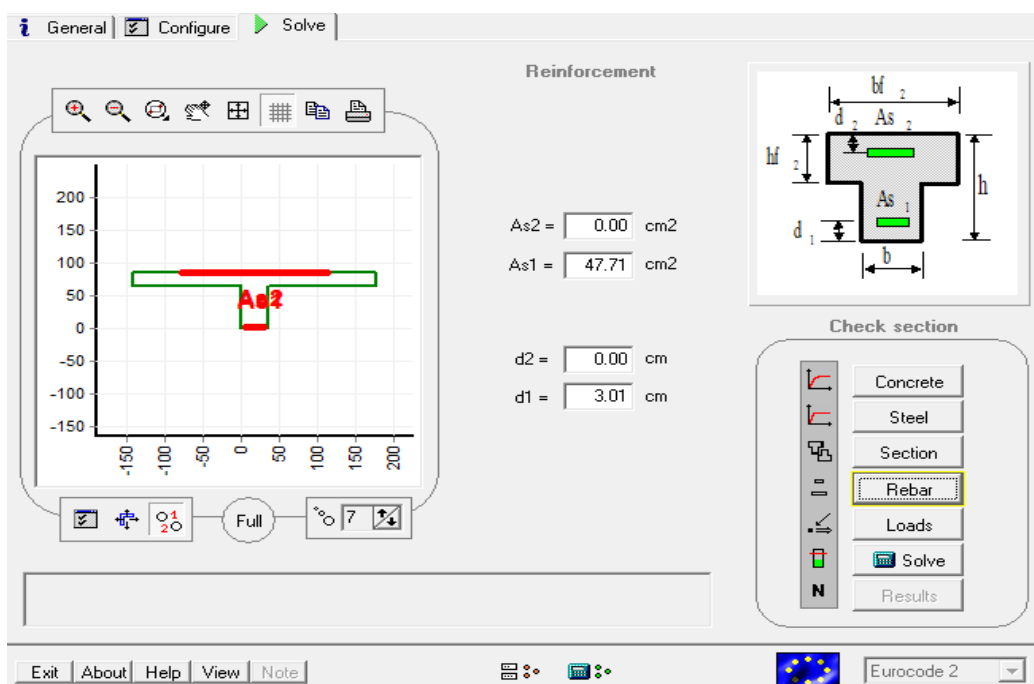 General Configure Solve
Reinforcement
200
150
100
50
0
-50
-100
-150
-150 -100 -50 0 50 100 150 200
As2 = 0.00 cm2
As1 = 47.71 cm2
d2 = 0.00 cm
d1 = 3.01 cm
bf 2
d 2 As 2
hf 2
h
As 1
d 1
b
Check section
Concrete
Steel
Section
Rebar
Loads
Solve
N Results
1
2
Full
7
Exit About Help View Note
Eurocode 2